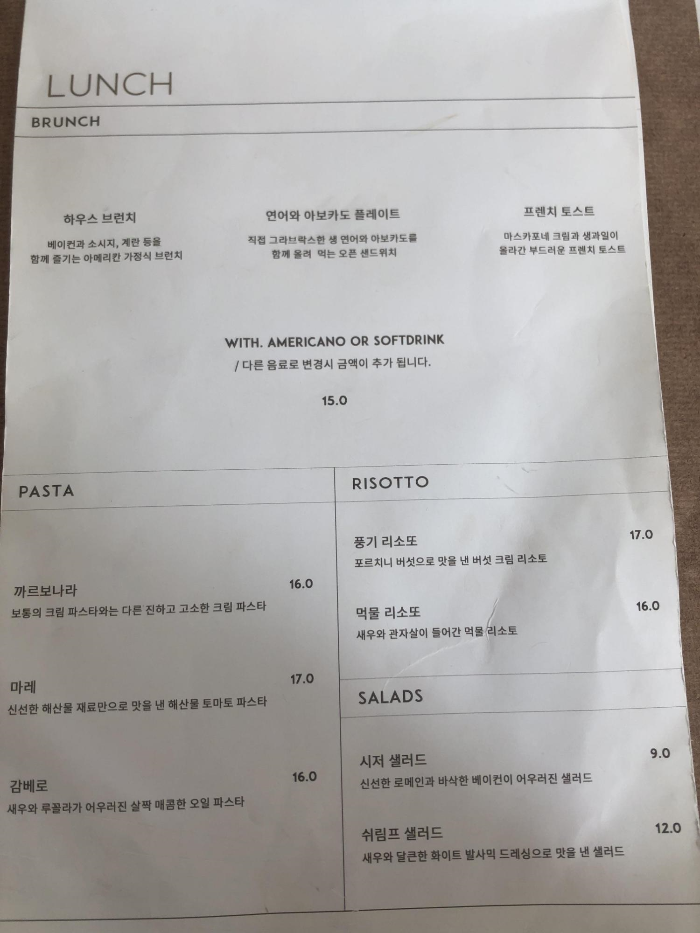 LUNCH
BRUNCH
하우스 브런치
베이컨과 소시지, 계란 등을
함께 즐기는 아메리칸 가정식 브런치
연어와 아보카도 플레이트
직접 그라브락스한 생 연어와 아보카도를
함께 올려 먹는 오픈 샌드위치
프렌치 토스트
마스카포네 크림과 생과일이
올라간 부드러운 프렌치 토스트
WITH. AMERICANO OR SOFTDRINK
/ 다른 음료로 변경시 금액이 추가 됩니다.
15.0
PASTA
까르보나라 16.0
보통의 크림 파스타와는 다른 진하고 고소한 크림 파스타
마레 17.0
신선한 해산물 재료만으로 맛을 낸 해산물 토마토 파스타
감베로 16.0
새우와 루꼴라가 어우러진 살짝 매콤한 오일 파스타
RISOTTO
풍기 리소또 17.0
포르치니 버섯으로 맛을 낸 버섯 크림 리소토
먹물 리소또 16.0
새우와 관자살이 들어간 먹물 리소토
SALADS
시저 샐러드 9.0
신선한 로메인과 바삭한 베이컨이 어우러진 샐러드
쉬림프 샐러드 12.0
새우와 달큰한 화이트 발사믹 드레싱으로 맛을 낸 샐러드